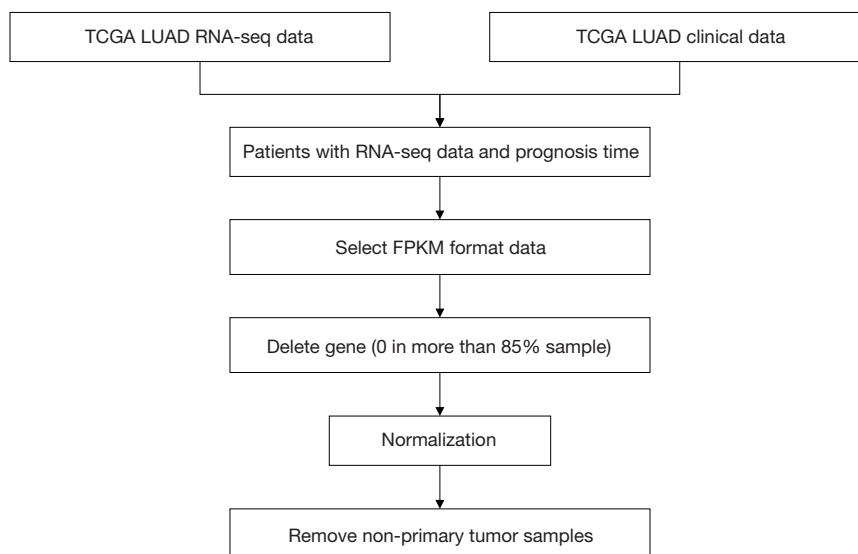 TCGA LUAD RNA-seq data
TCGA LUAD clinical data
Patients with RNA-seq data and prognosis time
Select FPKM format data
Delete gene (0 in more than 85% sample)
Normalization
Remove non-primary tumor samples